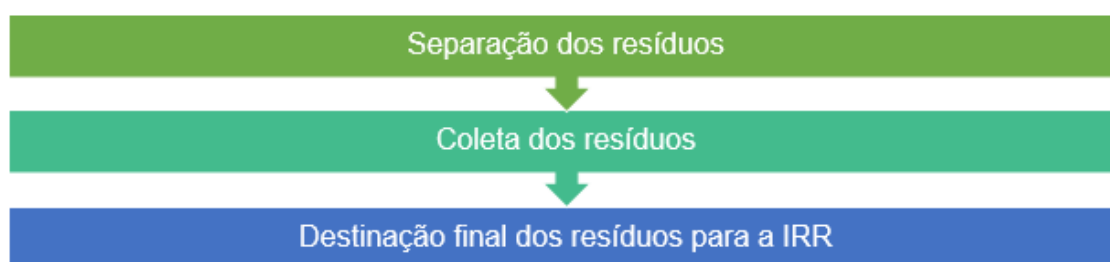 Separação dos resíduos
Coleta dos resíduos
Destinação final dos resíduos para a IRR